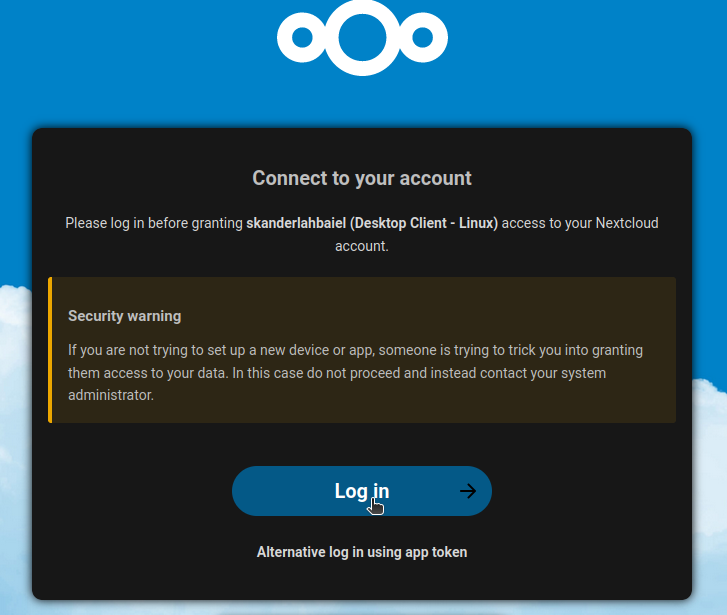 Connect to your account
Please log in before granting skanderlahbaiel (Desktop Client - Linux) access to your Nextcloud
account.
Security warning
If you are not trying to set up a new device or app, someone is trying to trick you into granting
them access to your data. In this case do not proceed and instead contact your system
administrator.
Log in
Alternative log in using app token